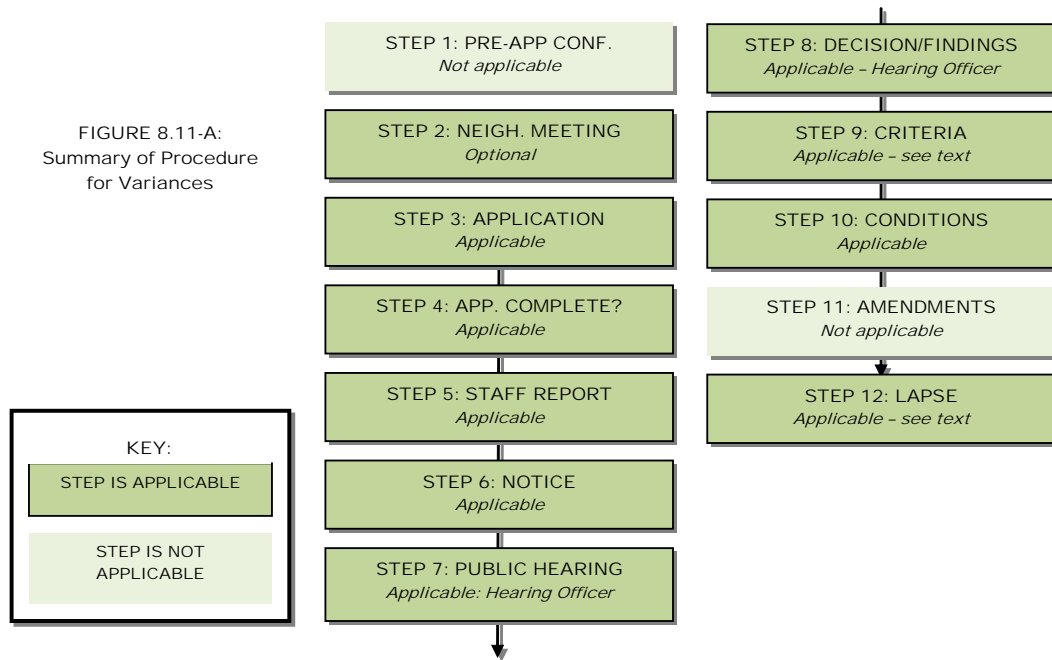 FIGURE 8.11-A:
Summary of Procedure
for Variances
KEY:
STEP IS APPLICABLE
STEP IS NOT
APPLICABLE
STEP 1: PRE-APP CONF.
Not applicable
STEP 2: NEIGH. MEETING
Optional
STEP 3: APPLICATION
Applicable
STEP 4: APP. COMPLETE?
Applicable
STEP 5: STAFF REPORT
Applicable
STEP 6: NOTICE
Applicable
STEP 7: PUBLIC HEARING
Applicable: Hearing Officer
STEP 8: DECISION/FINDINGS
Applicable – Hearing Officer
STEP 9: CRITERIA
Applicable – see text
STEP 10: CONDITIONS
Applicable
STEP 11: AMENDMENTS
Not applicable
STEP 12: LAPSE
Applicable – see text